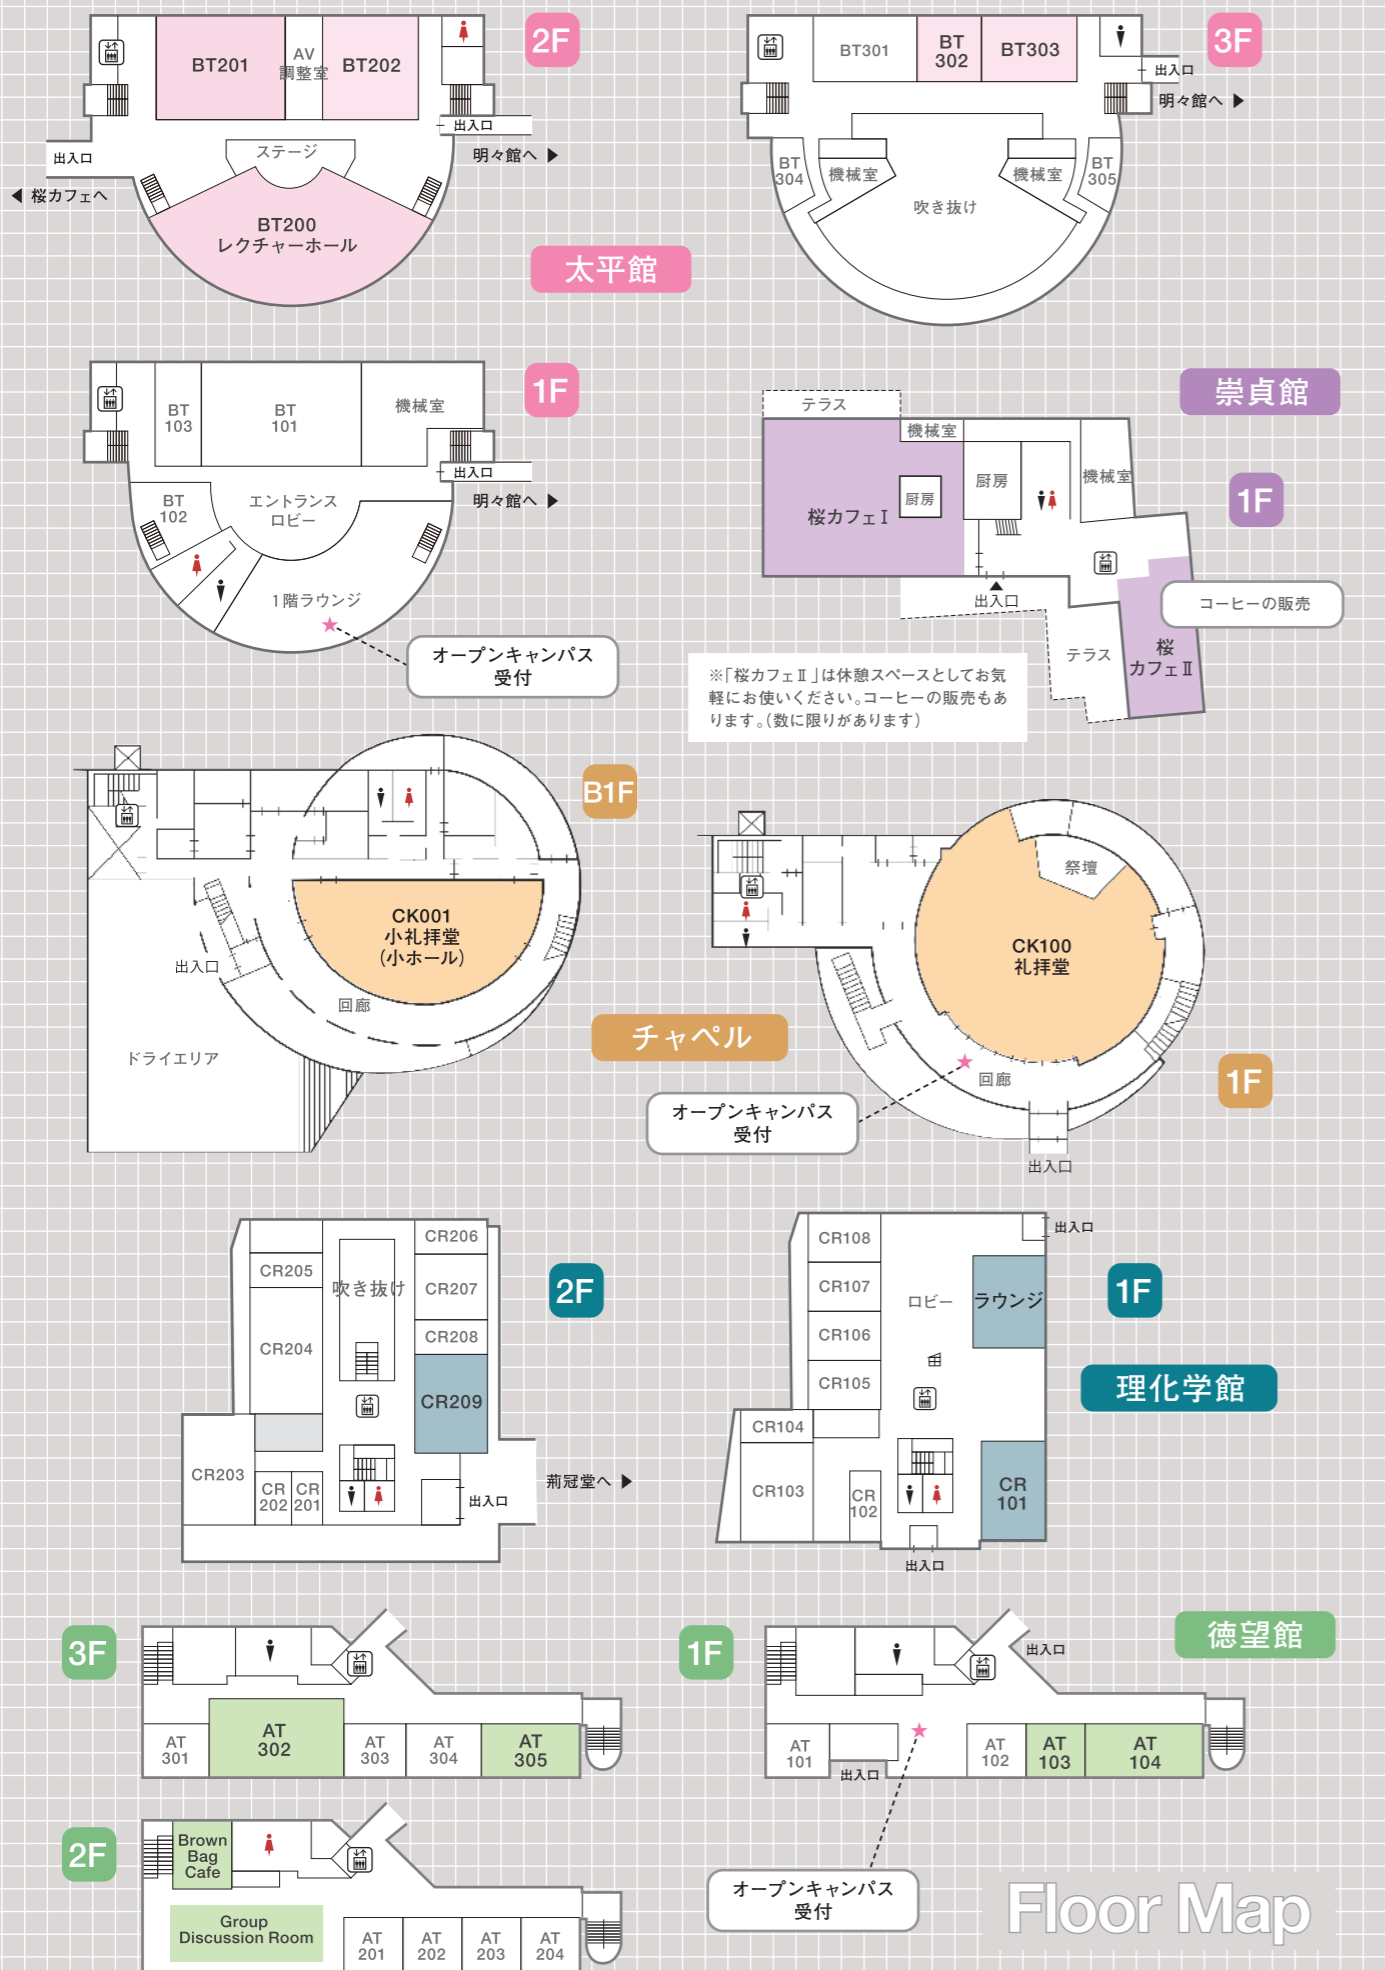 2F
BT201
AV
調整室
BT202
出入口
明々館へ ▶
出入口
◀ 桜カフェへ
ステージ
BT200
レクチャーホール
3F
BT301
BT
302
BT303
出入口
明々館へ ▶
BT
304
機械室
機械室
BT
305
吹き抜け
太平館
1F
BT
103
BT
101
機械室
出入口
明々館へ ▶
BT
102
エントランス
ロビー
1階ラウンジ
オープンキャンパス
受付
崇貞館
1F
テラス
機械室
厨房
厨房
機械室
桜カフェⅠ
出入口
コーヒーの販売
テラス
桜
カフェⅡ
※「桜カフェⅡ」は休憩スペースとしてお気
軽にお使いください。コーヒーの販売もあ
ります。（数に限りがあります）
B1F
CK001
小礼拝堂
(小ホール)
出入口
回廊
ドライエリア
チャペル
祭壇
CK100
礼拝堂
回廊
1F
オープンキャンパス
受付
出入口
2F
CR206
CR205
吹き抜け
CR207
CR204
CR208
CR209
CR203
CR
202
CR
201
出入口
荊冠堂へ ▶
1F
CR108
出入口
CR107
ロビー
ラウンジ
CR106
CR105
CR104
CR103
CR
102
CR
101
出入口
理化学館
3F
AT
301
AT
302
AT
303
AT
304
AT
305
徳望館
1F
出入口
AT
101
出入口
AT
102
AT
103
AT
104
オープンキャンパス
受付
2F
Brown
Bag
Cafe
Group
Discussion Room
AT
201
AT
202
AT
203
AT
204
Floor Map